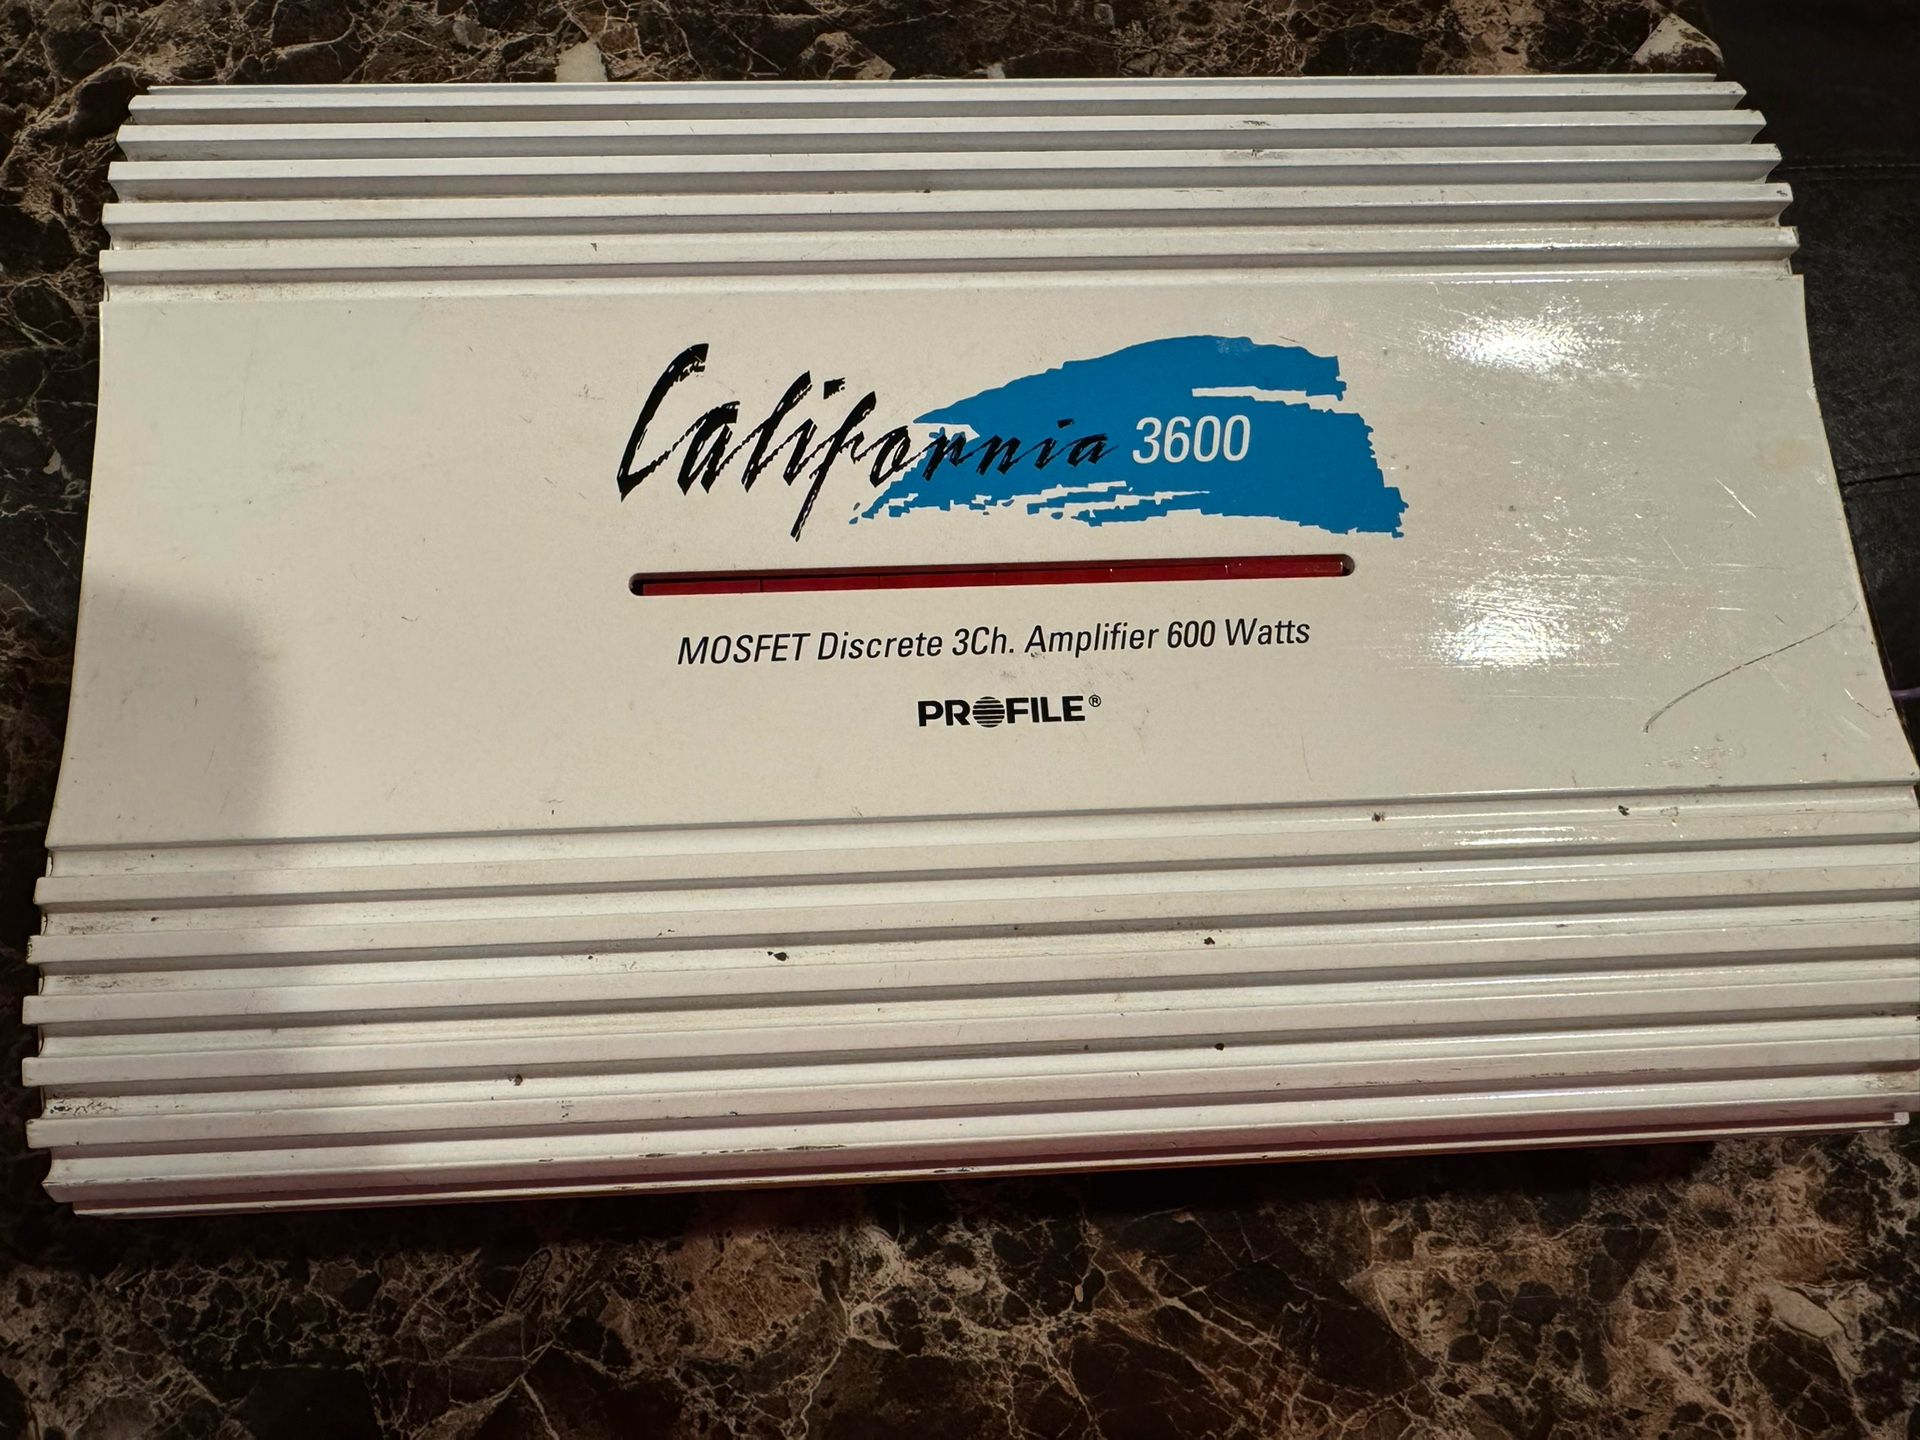 California 3600
MOSFET Discrete 3Ch. Amplifier 600 Watts
PROFILE®